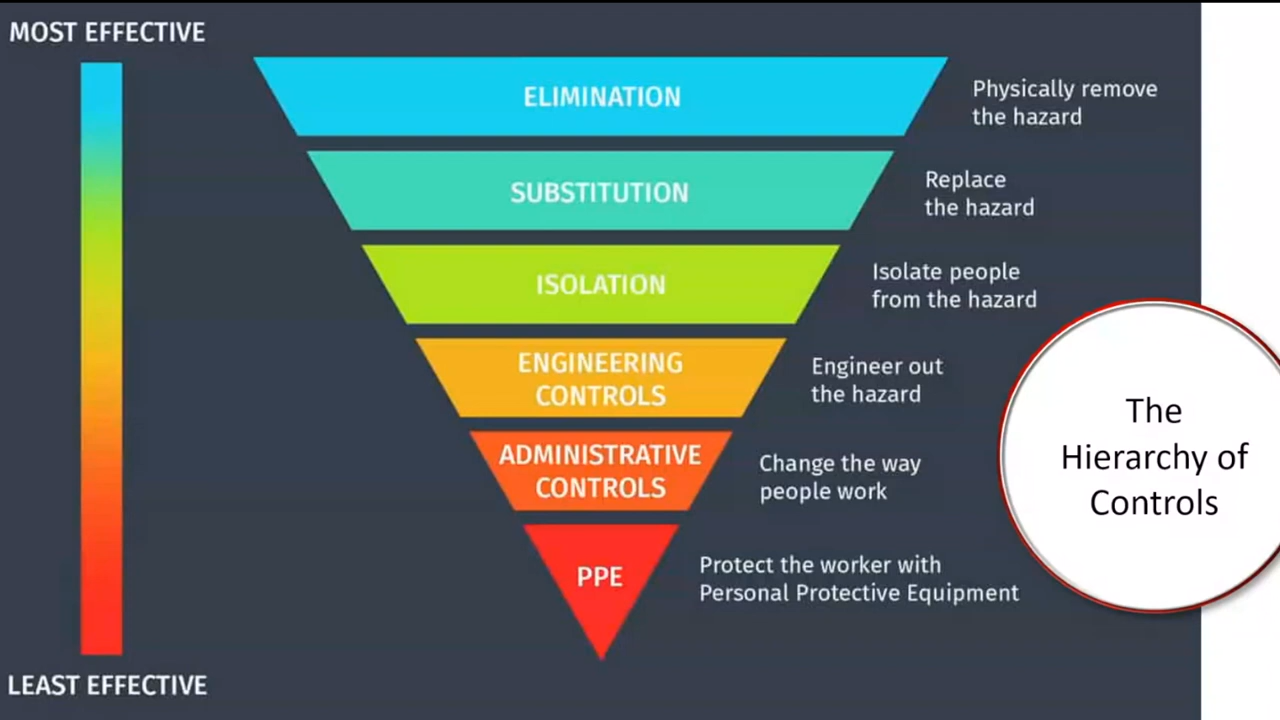 MOST EFFECTIVE
ELIMINATION
Physically remove
the hazard
SUBSTITUTION
Replace
the hazard
ISOLATION
Isolate people
from the hazard
ENGINEERING
CONTROLS
Engineer out
the hazard
ADMINISTRATIVE
CONTROLS
Change the way
people work
PPE
Protect the worker with
Personal Protective Equipment
LEAST EFFECTIVE
The
Hierarchy of
Controls